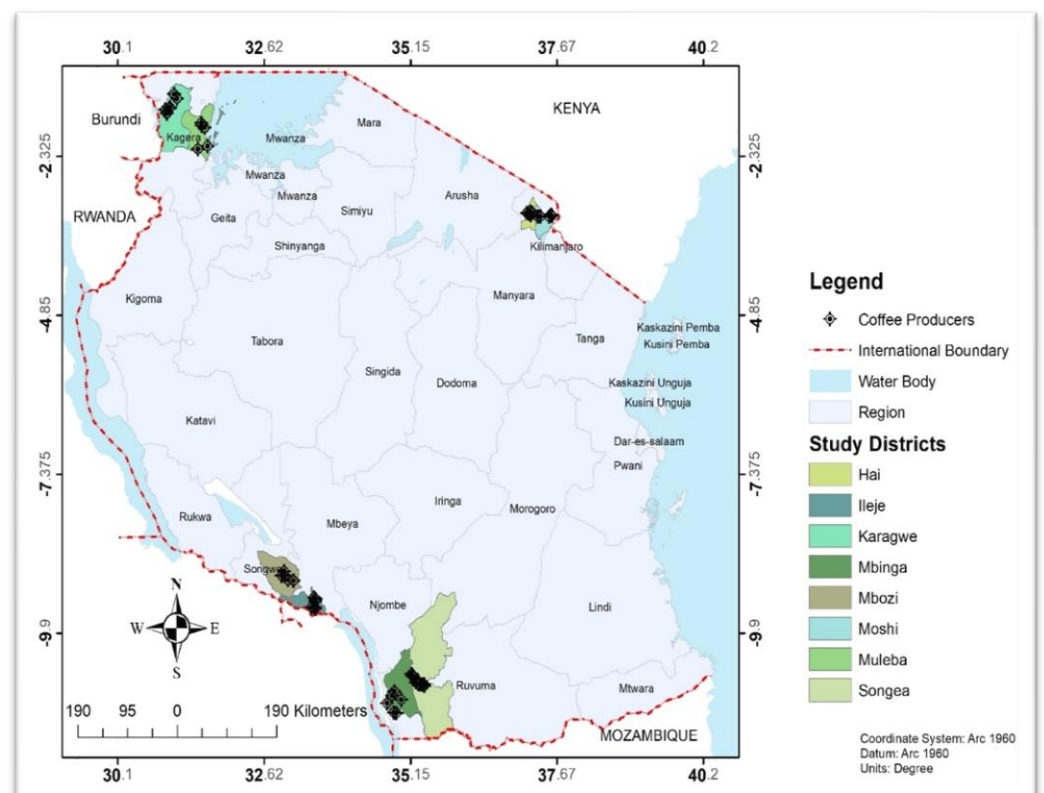 30.1 32.62 35.15 37.67 40.2
KENYA
Burundi
Mara
Kagera
Mwanza
-2.325
-2.325
Mwanza
Arusha
Mwanza
RWANDA
Geita
Simiyu
Shinyanga
Kilimanjaro
Kigoma
Manyara
-4.85
-4.85
Kaskazini Pemba
Tabora
Tanga
Kusini Pemba
Singida
Dodoma
Kaskazini Unguja
Kusini Unguja
Katavi
Dar-es-salaam
Pwani
-7.375
-7.375
Iringa
Morogoro
Rukwa
Mbeya
Songw
N
Njombe
Lindi
W E
-9.9
-9.9
S
Ruvuma
Mtwara
190 95 0 190 Kilometers
MOZAMBIQUE
30.1 32.62 35.15 37.67 40.2
Legend
Coffee Producers
International Boundary
Water Body
Region
Study Districts
Hai
Ileje
Karagwe
Mbinga
Mbozi
Moshi
Muleba
Songea
Coordinate System: Arc 1960
Datum: Arc 1960
Units: Degree